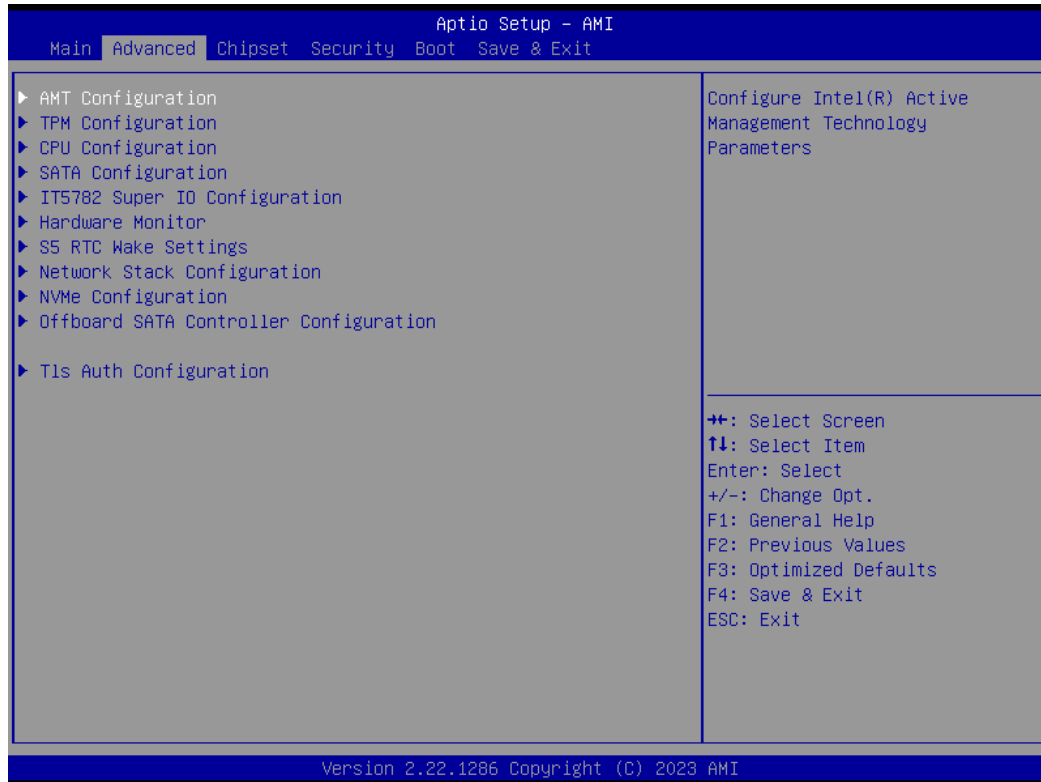 Aptio Setup – AMI
Main Advanced Chipset Security Boot Save & Exit
▶ AMT Configuration
▶ TPM Configuration
▶ CPU Configuration
▶ SATA Configuration
▶ IT5782 Super IO Configuration
▶ Hardware Monitor
▶ S5 RTC Wake Settings
▶ Network Stack Configuration
▶ NVMe Configuration
▶ Offboard SATA Controller Configuration
▶ Tls Auth Configuration
Configure Intel(R) Active
Management Technology
Parameters
→←: Select Screen
↑↓: Select Item
Enter: Select
+/-: Change Opt.
F1: General Help
F2: Previous Values
F3: Optimized Defaults
F4: Save & Exit
ESC: Exit
Version 2.22.1286 Copyright (C) 2023 AMI